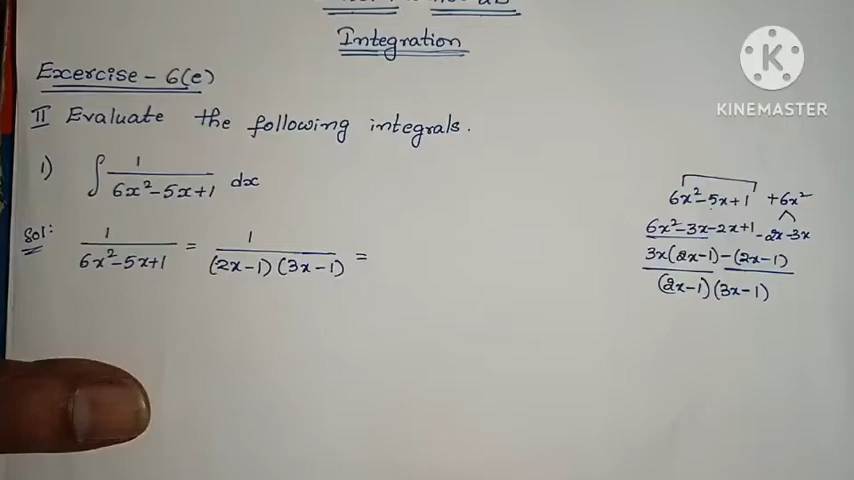 Integration
Exercise - 6(e)
II Evaluate the following integrals.
1) ∫ 1/(6x²-5x+1) dx
Sol: 1/(6x²-5x+1) = 1/((2x-1)(3x-1)) =
6x²-5x+1 +6x²
6x²-3x-2x+1 -2x-3x
3x(2x-1)-(2x-1)
(2x-1)(3x-1)
K
KINEMASTER